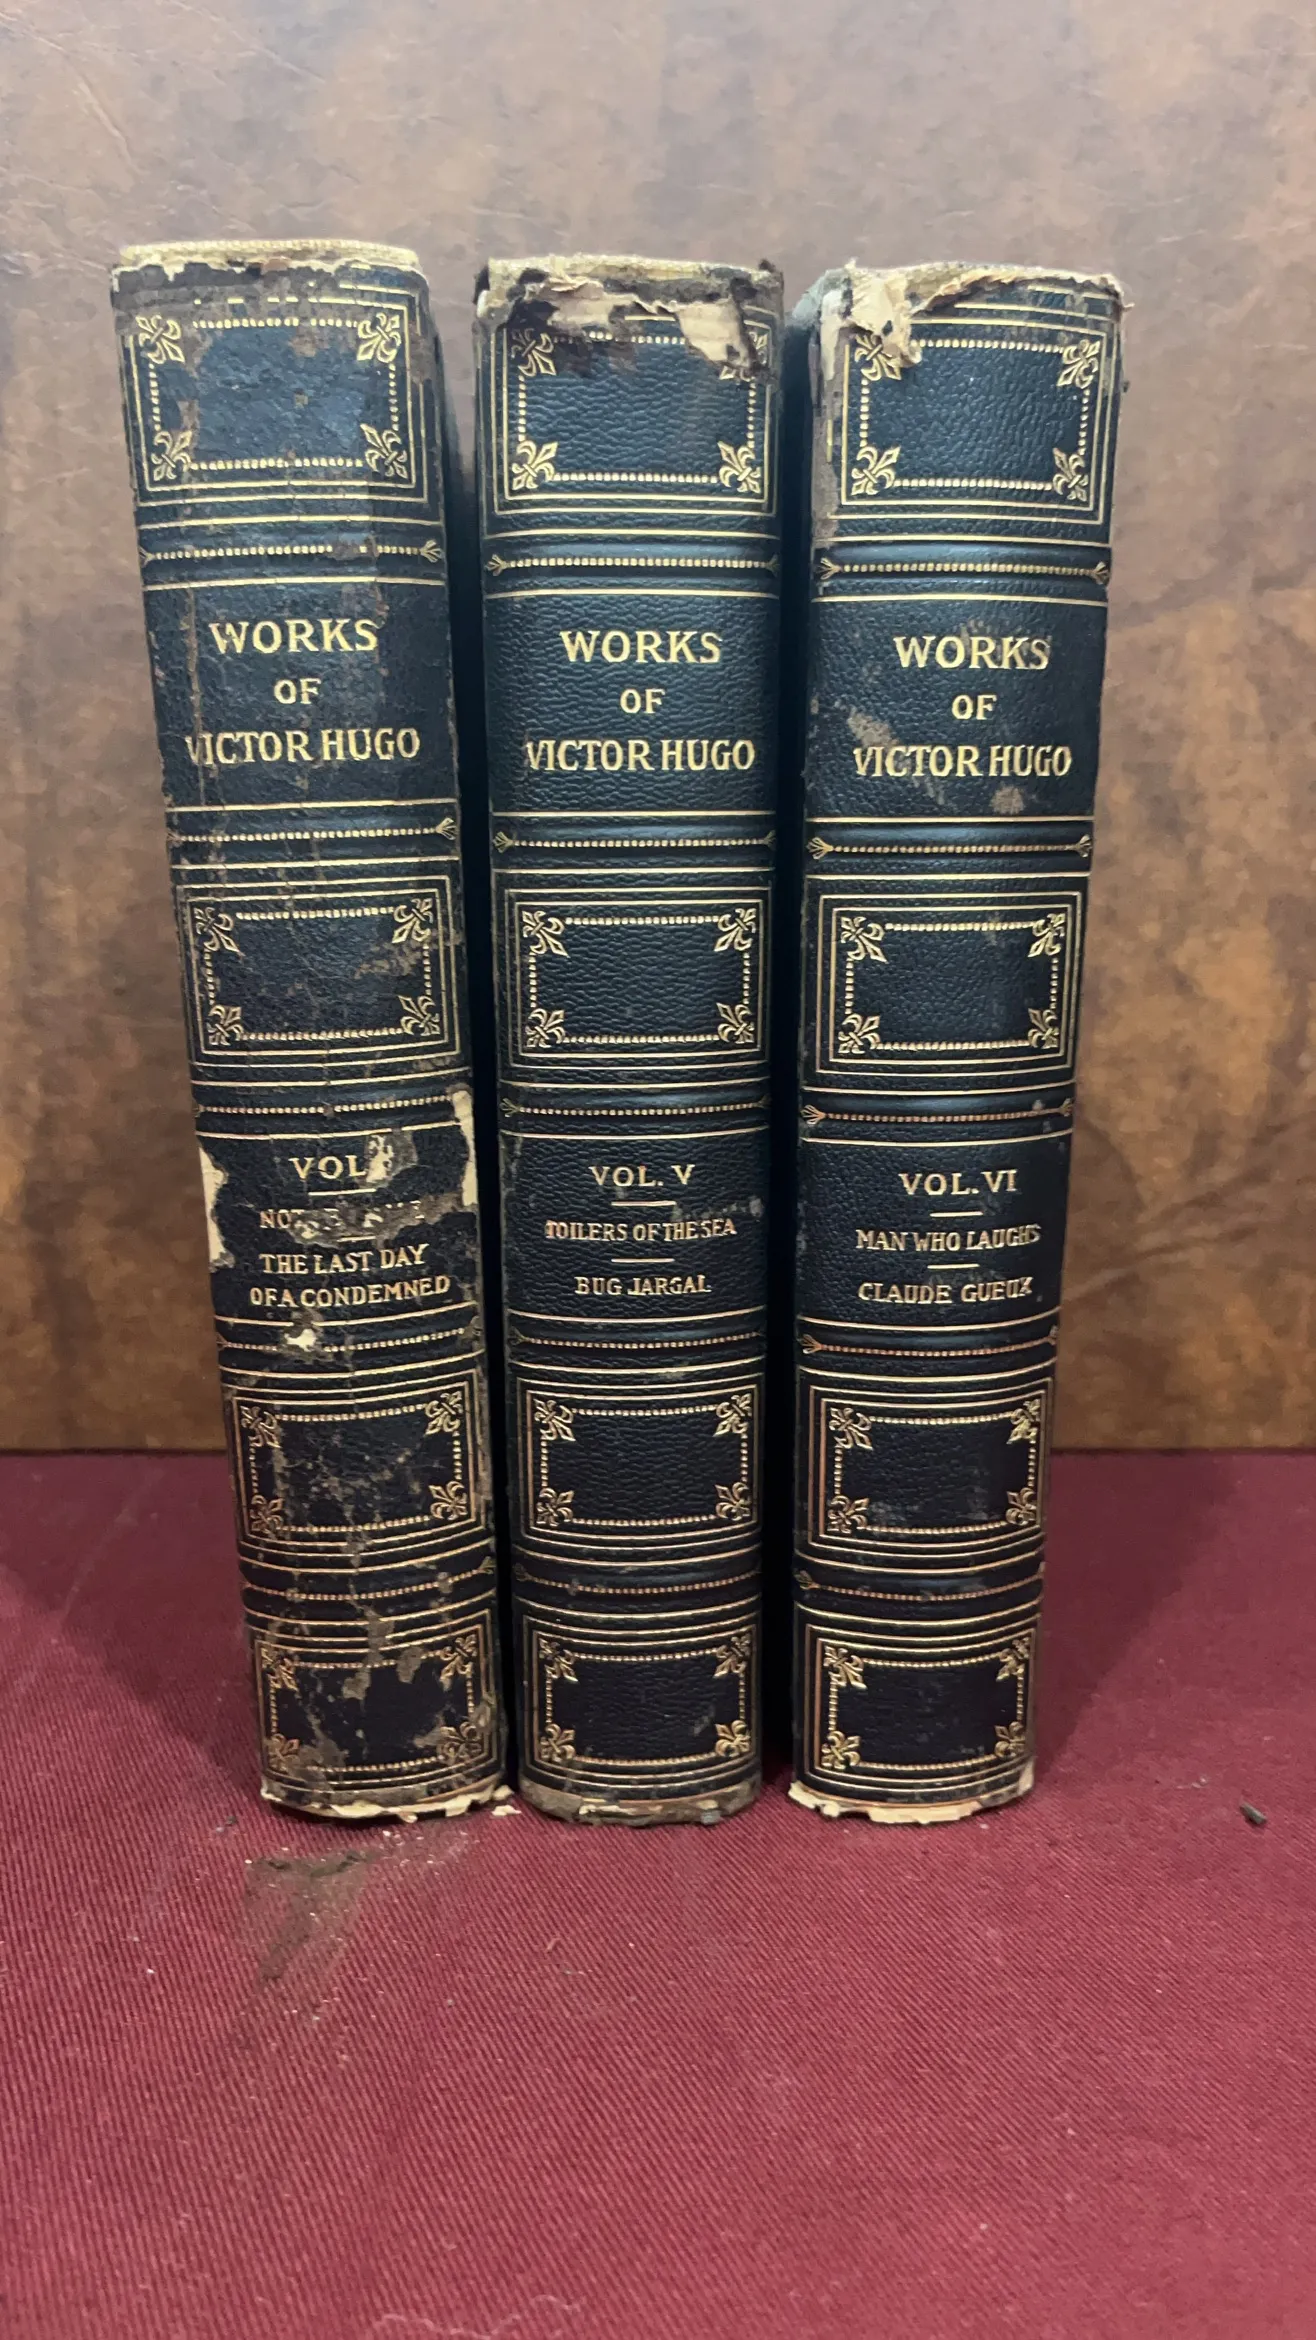 WORKS
OF
VICTOR HUGO
VOL.
THE LAST DAY
OF A CONDEMNED
WORKS
OF
VICTOR HUGO
VOL. V
TOILERS OF THE SEA
BUG JARGAL
WORKS
OF
VICTOR HUGO
VOL. VI
MAN WHO LAUGHS
CLAUDE GUEUX